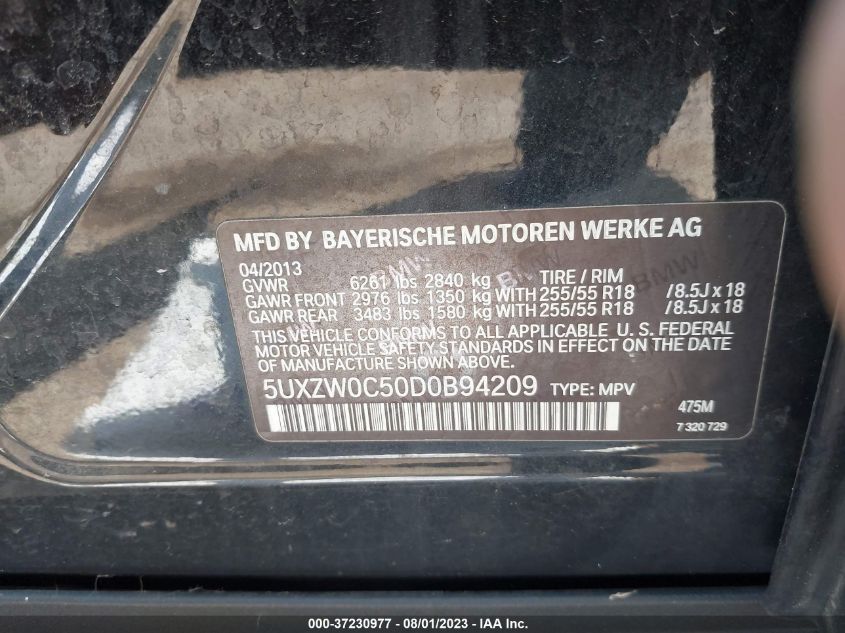 MFD BY BAYERISCHE MOTOREN WERKE AG
04/2013
GVWR 6261 lbs 2840 kg TIRE / RIM
GAWR FRONT 2976 lbs 1350 kg WITH 255/55 R18 /8.5J x 18
GAWR REAR 3483 lbs 1580 kg WITH 255/55 R18 /8.5J x 18
THIS VEHICLE CONFORMS TO ALL APPLICABLE U. S. FEDERAL
MOTOR VEHICLE SAFETY STANDARDS IN EFFECT ON THE DATE
OF MANUFACTURE SHOWN ABOVE.
5UXZW0C50D0B94209 TYPE: MPV
475M
7 320 729
000-37230977 - 08/01/2023 - IAA Inc.